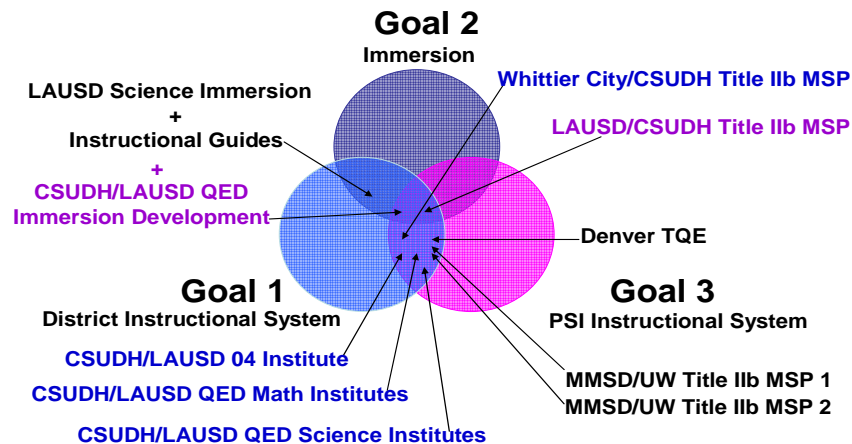 Goal 2
Immersion
Whittier City/CSUDH Title IIb MSP
LAUSD Science Immersion
+
Instructional Guides
LAUSD/CSUDH Title IIb MSP
+
CSUDH/LAUSD QED
Immersion Development
Denver TQE
Goal 1
District Instructional System
Goal 3
PSI Instructional System
CSUDH/LAUSD 04 Institute
CSUDH/LAUSD QED Math Institutes
CSUDH/LAUSD QED Science Institutes
MMSD/UW Title IIb MSP 1
MMSD/UW Title IIb MSP 2